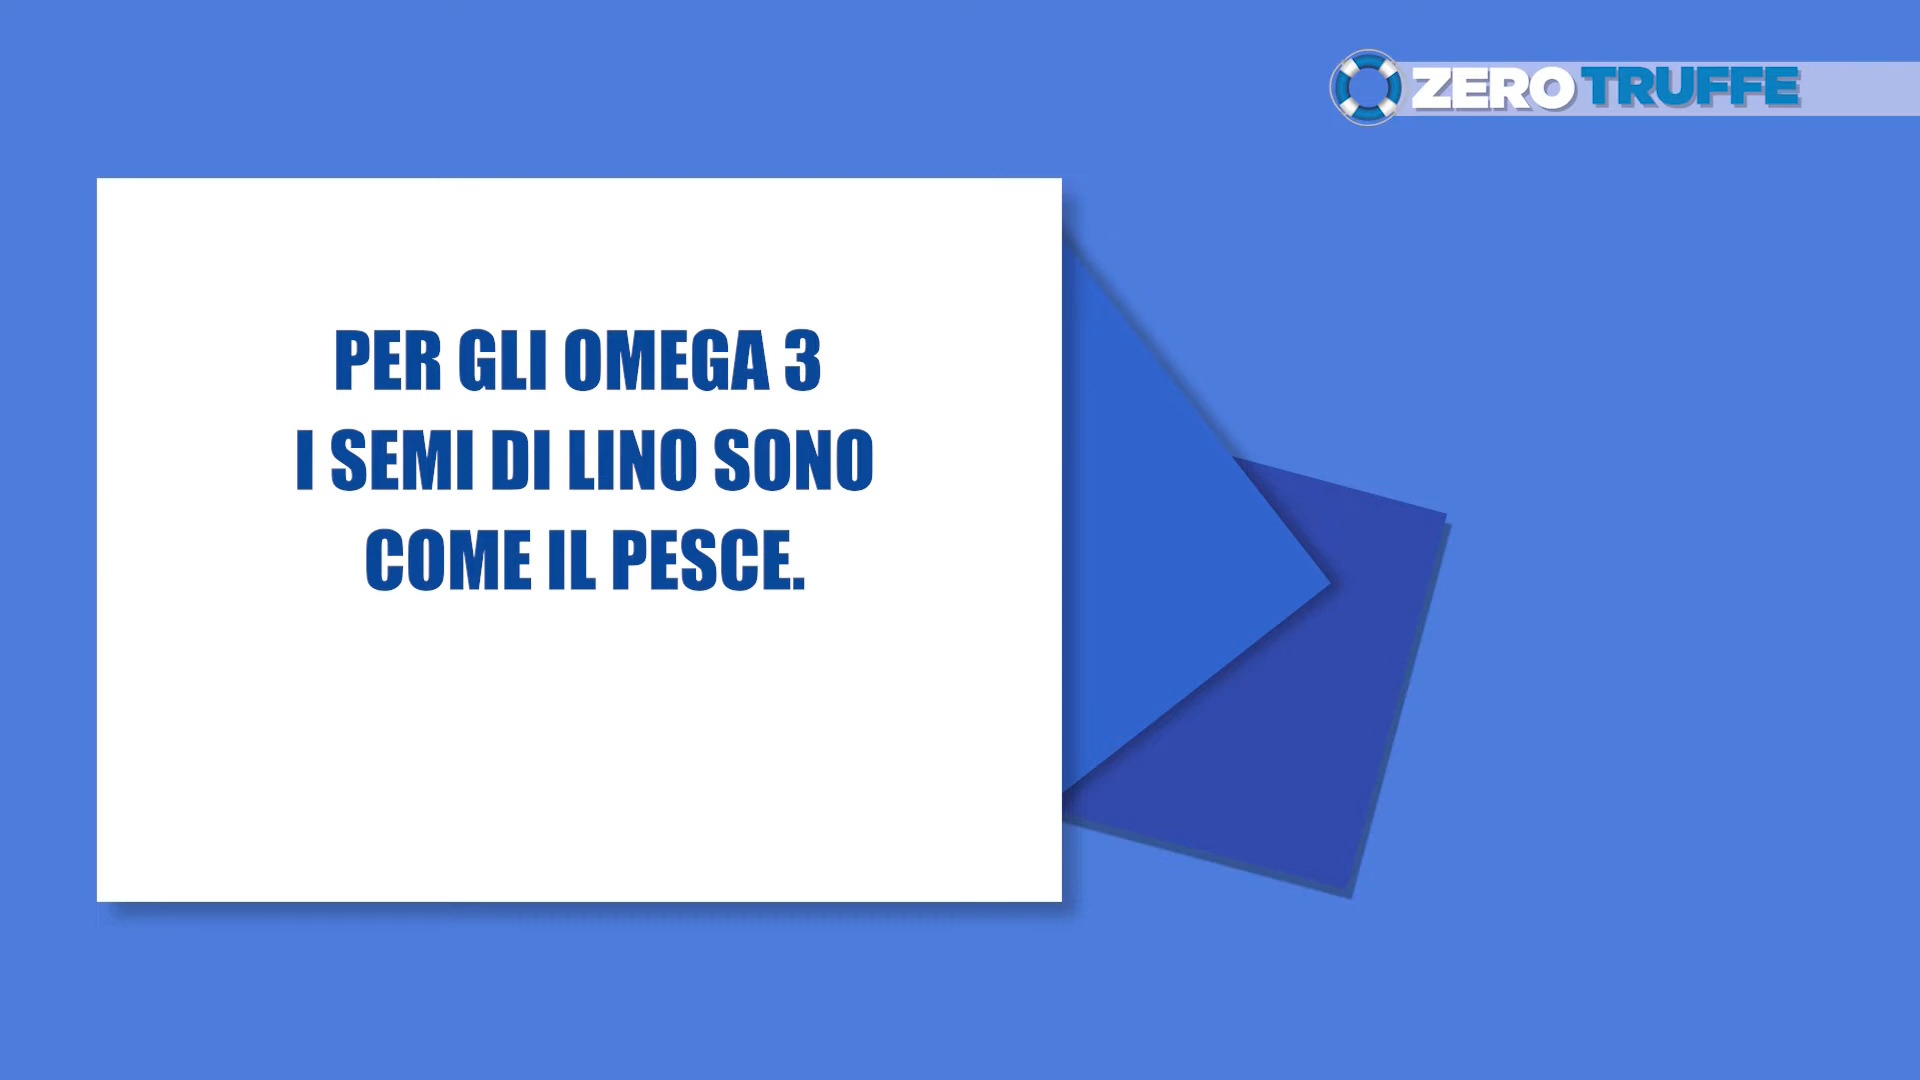 ZERO TRUFFE
PER GLI OMEGA 3
I SEMI DI LINO SONO
COME IL PESCE.